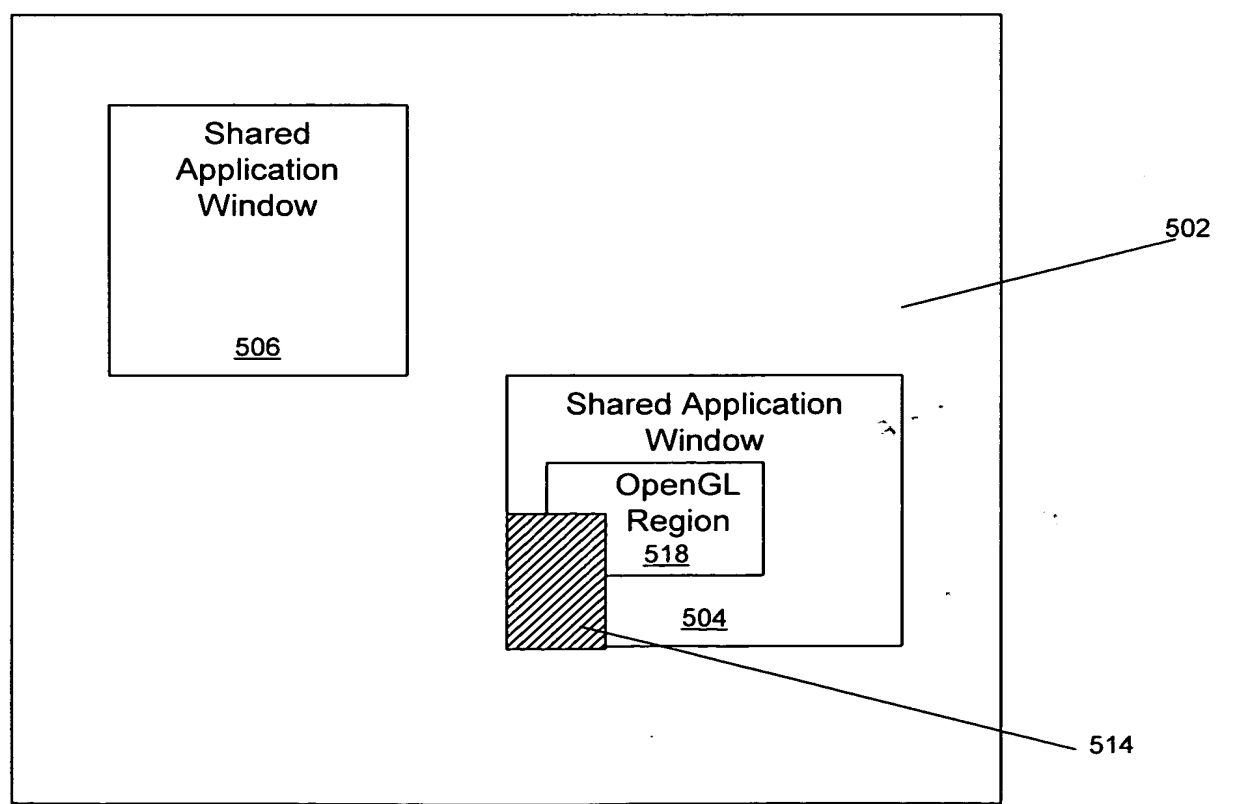 Shared
Application
Window
506
502
Shared Application
Window
OpenGL
Region
518
504
514